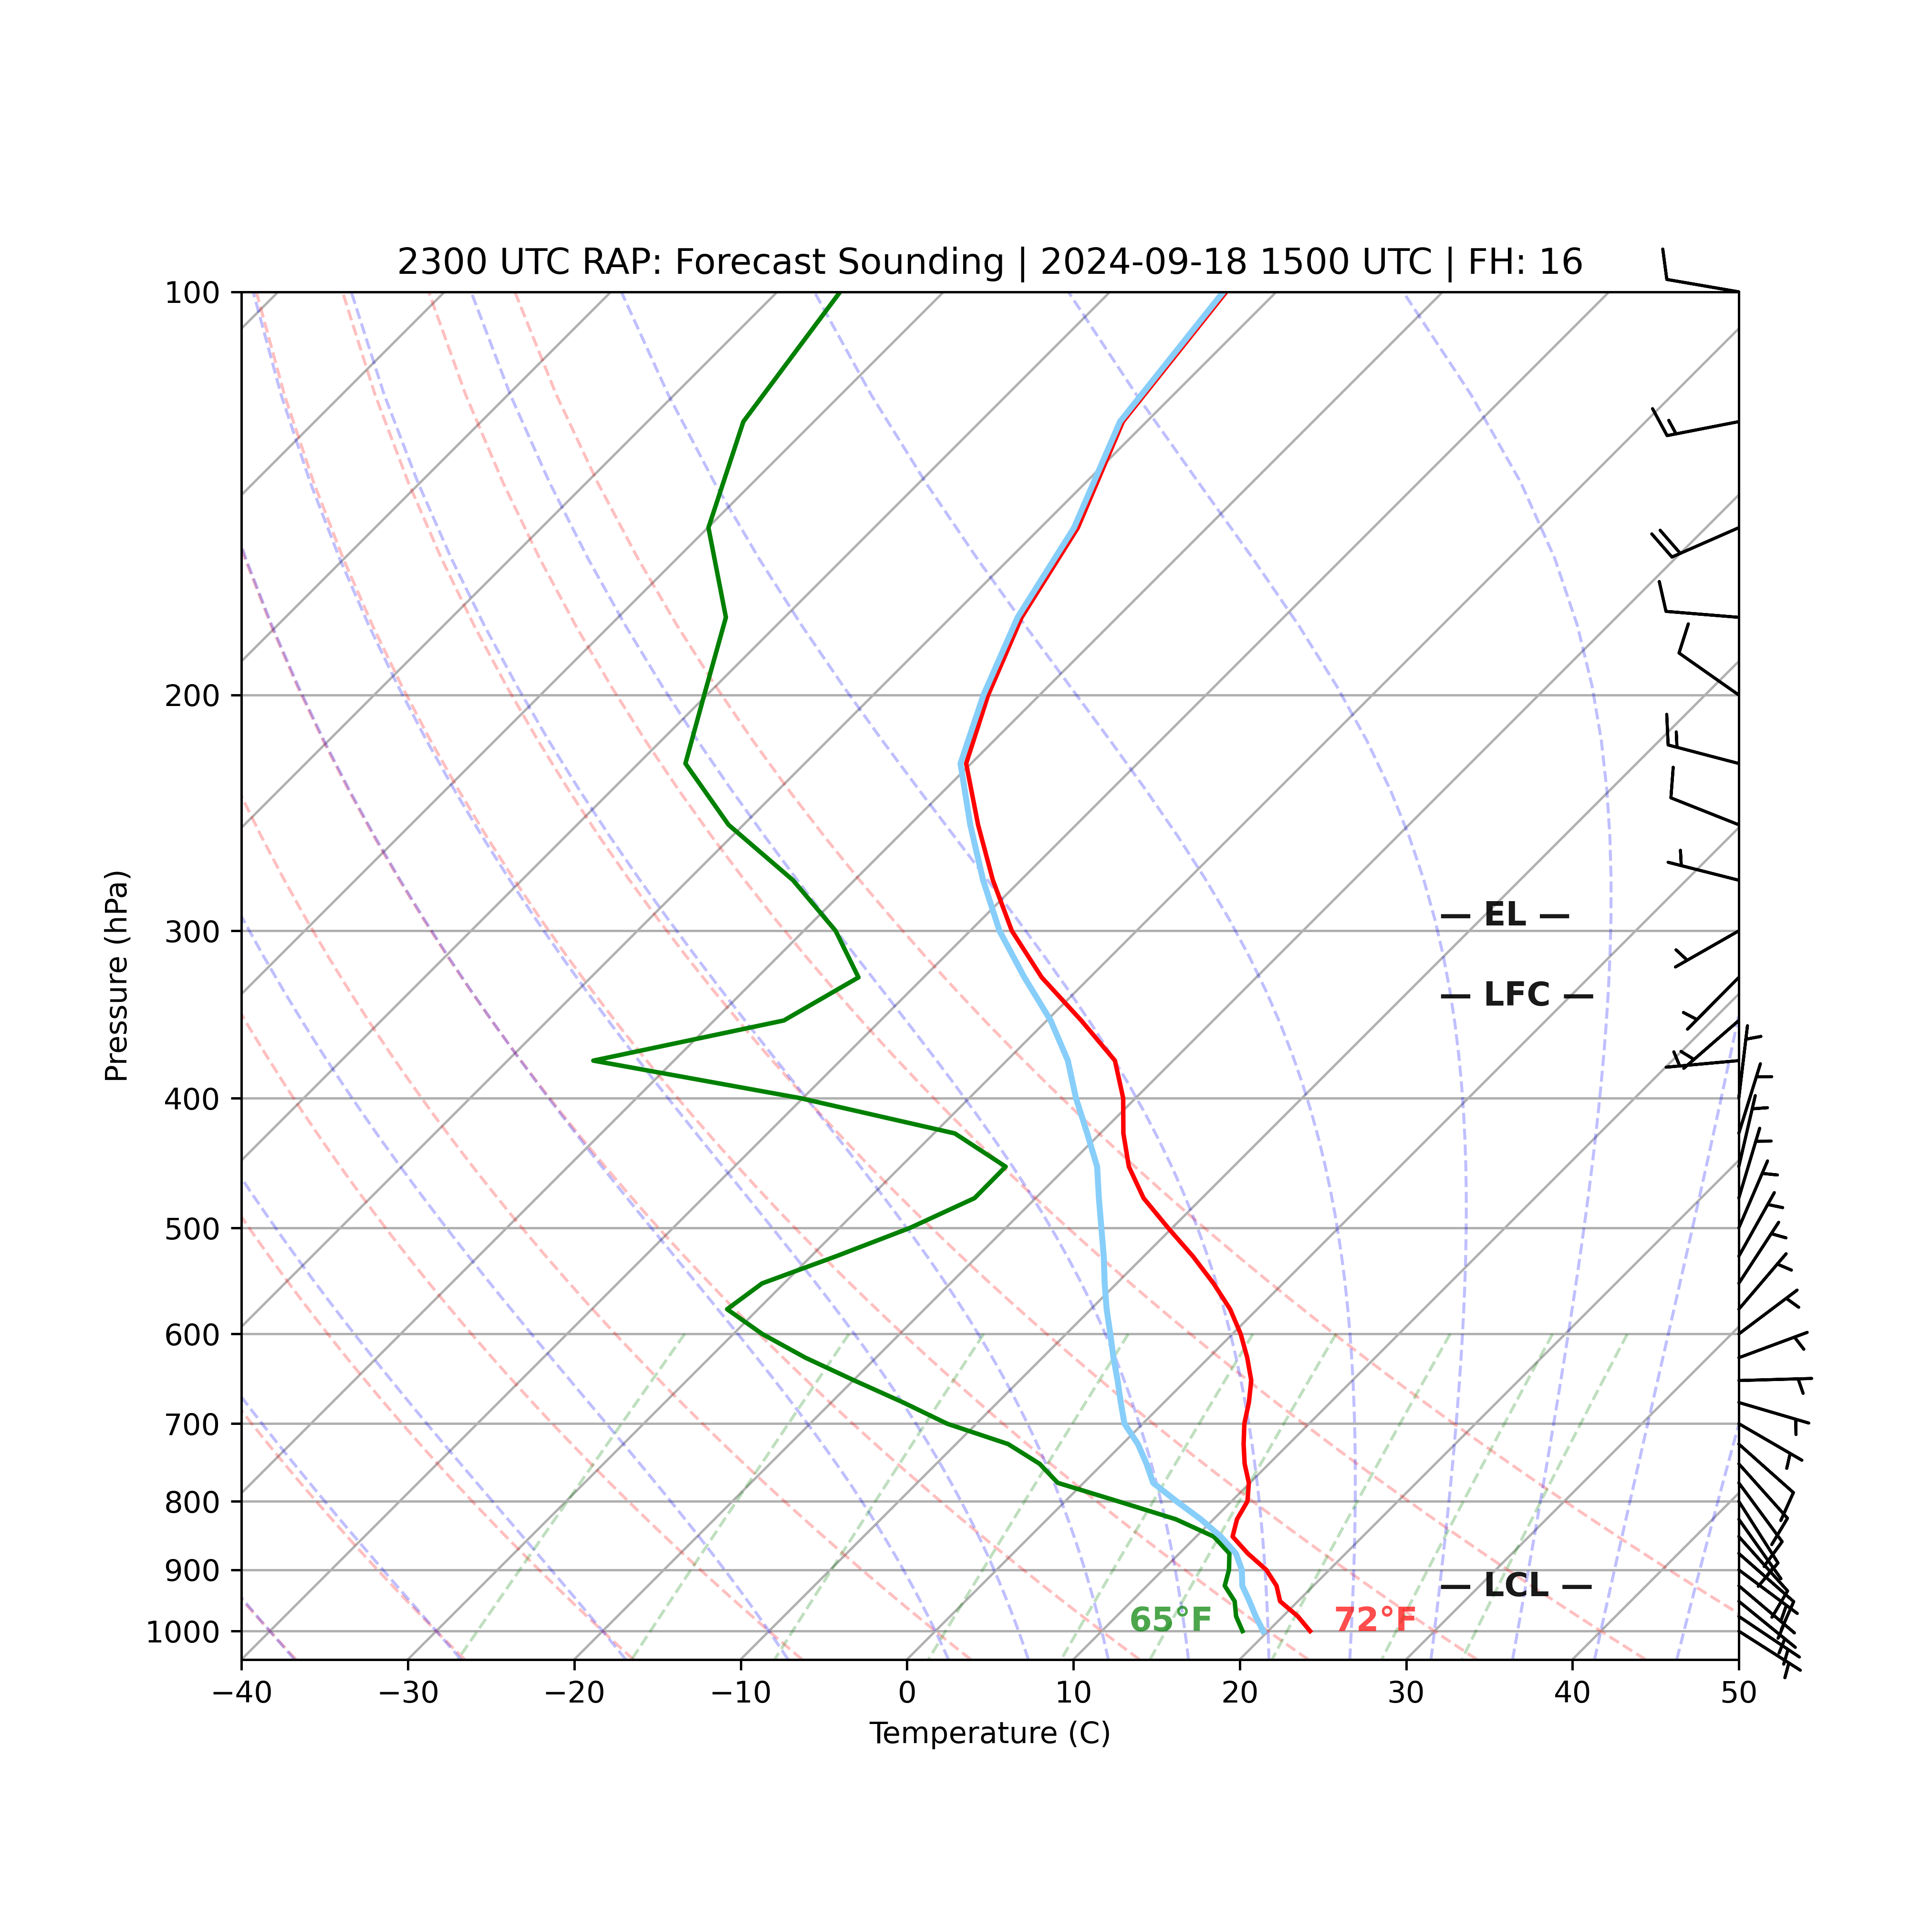 2300 UTC RAP: Forecast Sounding | 2024-09-18 1500 UTC | FH: 16
100
200
300
400
500
600
700
800
900
1000
Pressure (hPa)
— EL —
— LFC —
— LCL —
65°F
72°F
−40 −30 −20 −10 0 10 20 30 40 50
Temperature (C)